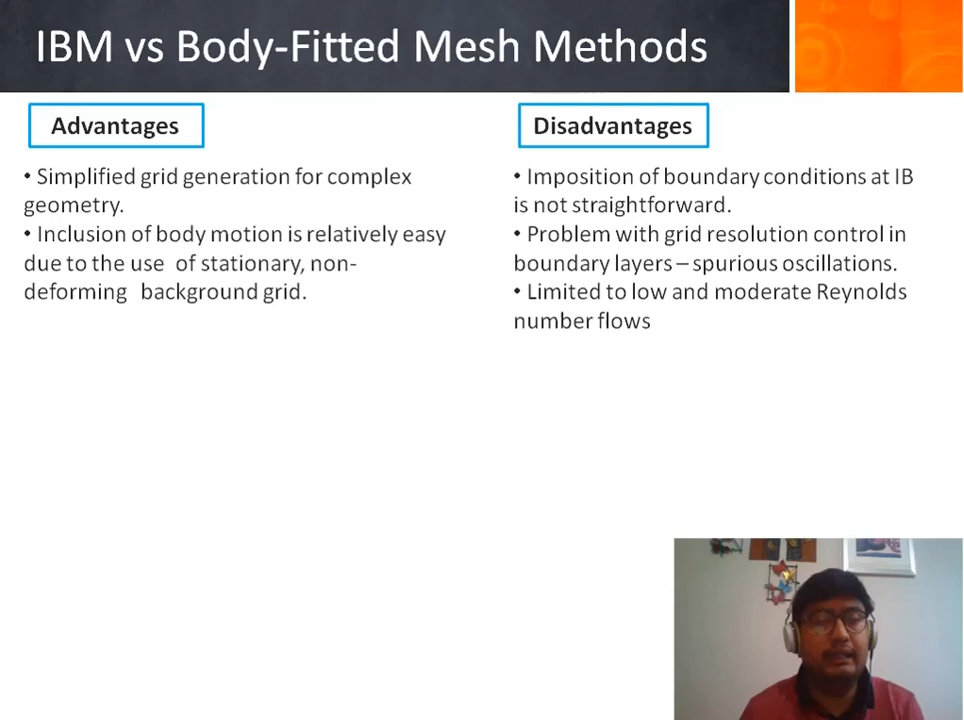 IBM vs Body-Fitted Mesh Methods
Advantages
• Simplified grid generation for complex
geometry.
• Inclusion of body motion is relatively easy
due to the use of stationary, non-
deforming background grid.
Disadvantages
• Imposition of boundary conditions at IB
is not straightforward.
• Problem with grid resolution control in
boundary layers – spurious oscillations.
• Limited to low and moderate Reynolds
number flows